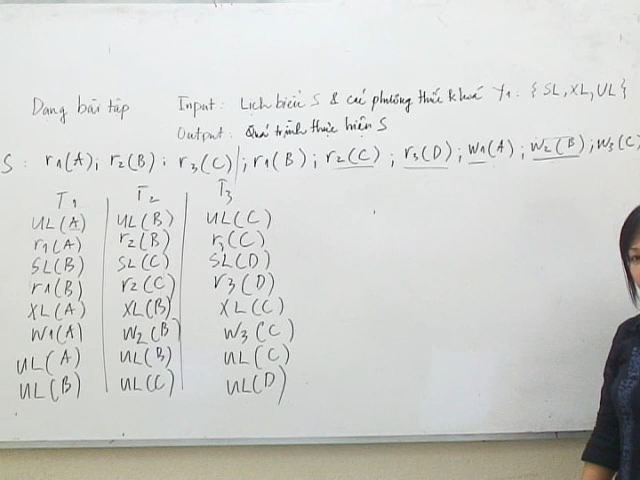 Dạng bài tập Input: Lịch biểu S & các phương thức khoá Y1: {SL, XL, UL}
Output: Quá trình thực hiện S
S: r1(A); r2(B); r3(C); r1(B); r2(C); r3(D); W1(A); W2(B); W3(C)
T1 T2 T3
UL(A) UL(B) UL(C)
r1(A) r2(B) r3(C)
SL(B) SL(C) SL(D)
r1(B) r2(C) r3(D)
XL(A) XL(B) XL(C)
W1(A) W2(B) W3(C)
UL(A) UL(B) UL(C)
UL(B) UL(C) UL(D)